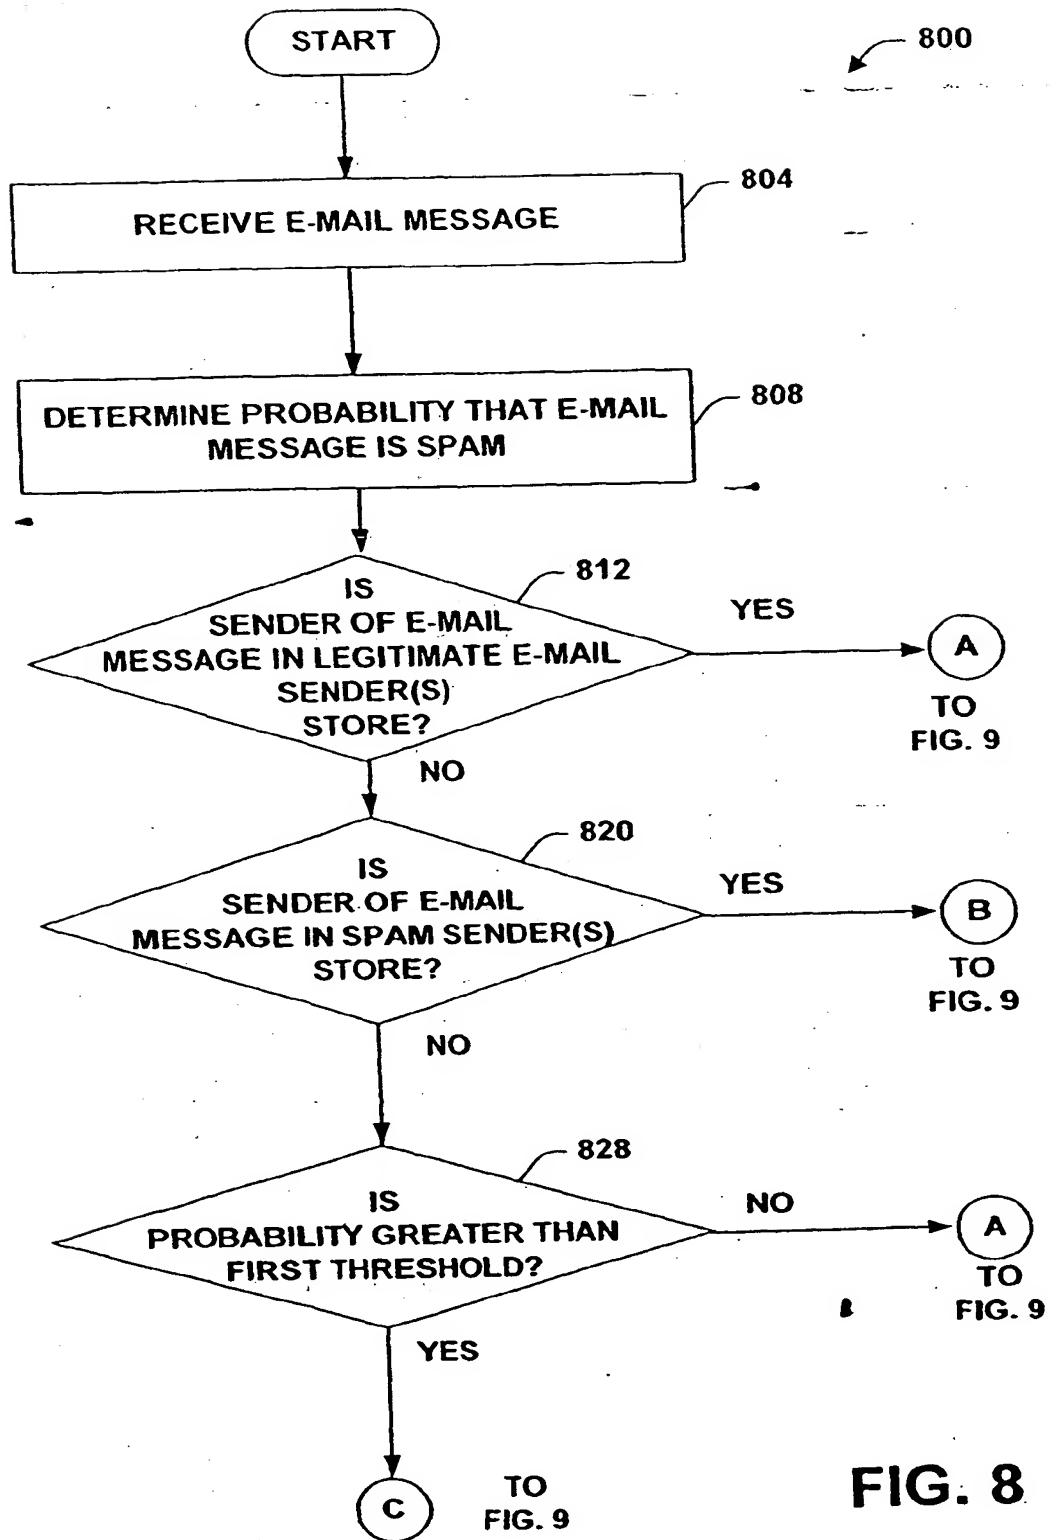 START
800
804
RECEIVE E-MAIL MESSAGE
808
DETERMINE PROBABILITY THAT E-MAIL
MESSAGE IS SPAM
812
IS
SENDER OF E-MAIL
MESSAGE IN LEGITIMATE E-MAIL
SENDER(S)
STORE?
YES
A
TO
FIG. 9
NO
820
IS
SENDER OF E-MAIL
MESSAGE IN SPAM SENDER(S)
STORE?
YES
B
TO
FIG. 9
NO
828
IS
PROBABILITY GREATER THAN
FIRST THRESHOLD?
NO
A
TO
FIG. 9
YES
C
TO
FIG. 9
FIG. 8